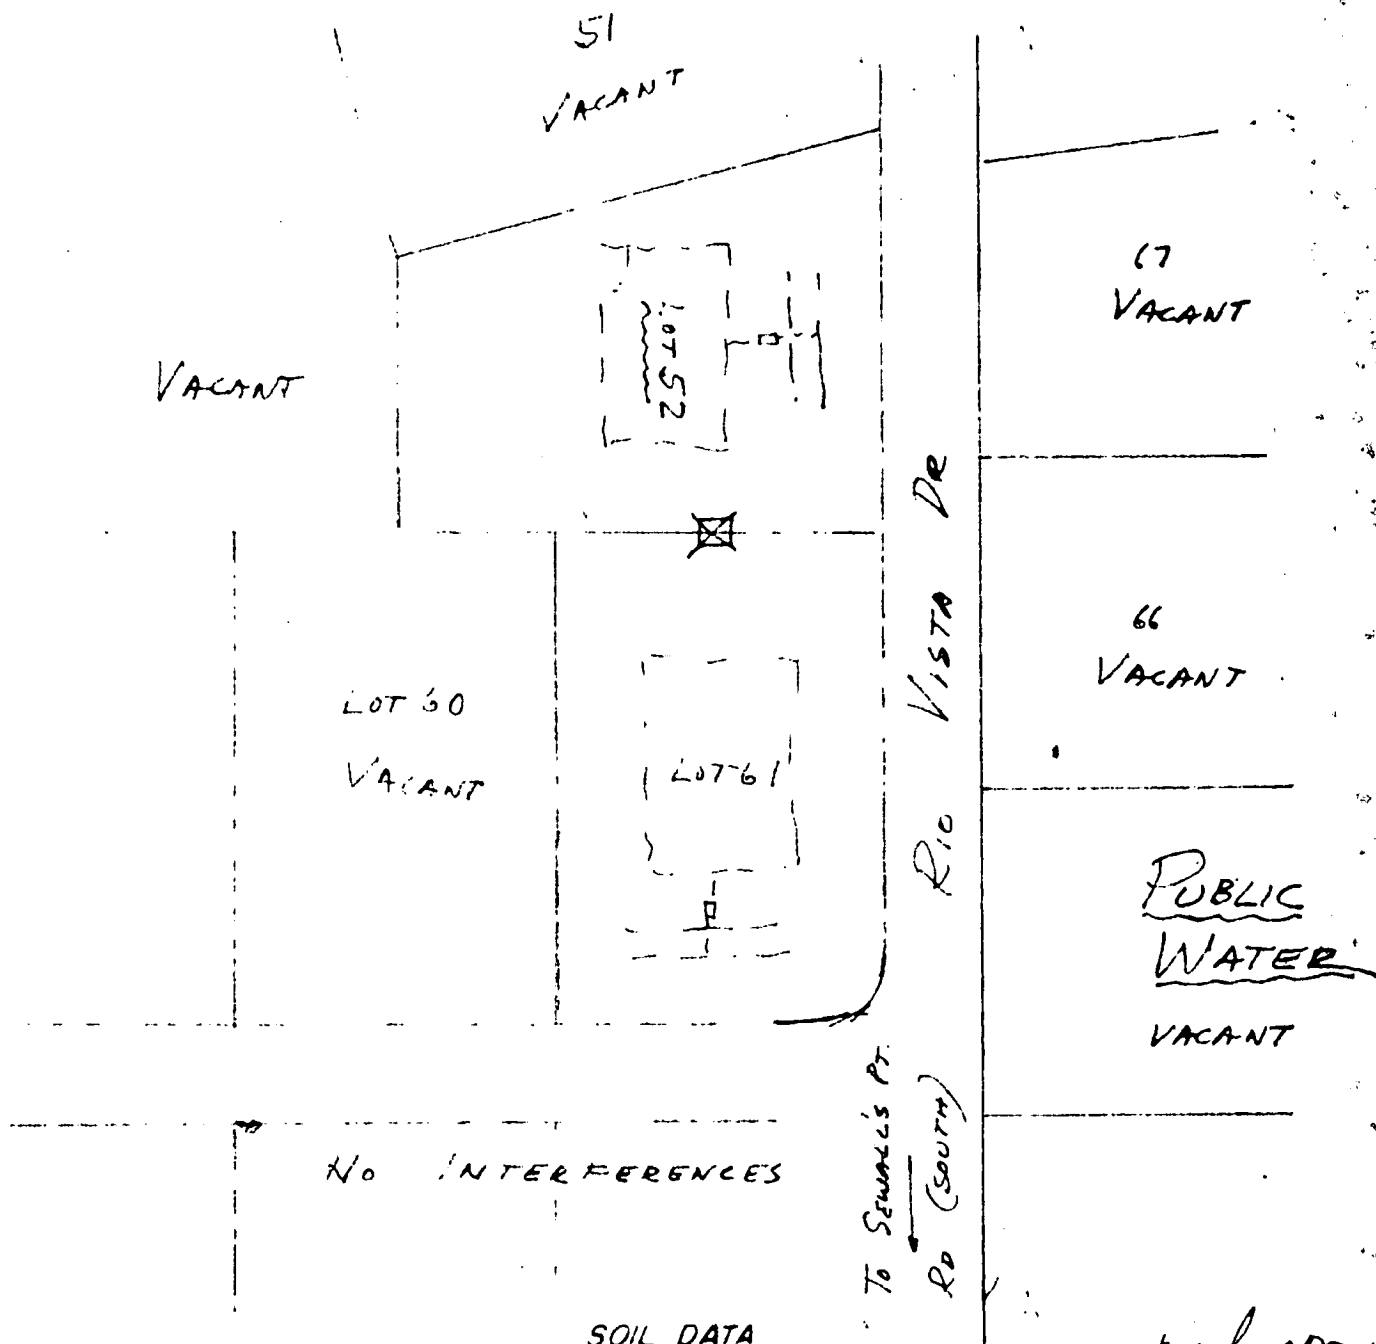 51
VACANT
67
VACANT
LOT 52
VACANT
RIO VISTA DR
66
VACANT
LOT 60
VACANT
LOT 61
PUBLIC
WATER
VACANT
TO SEWALL'S PT.
RD (SOUTH)
NO INTERFERENCES
SOIL DATA